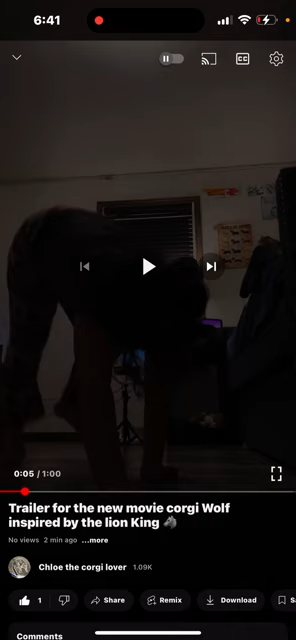 6:41
CC
0:05 / 1:00
Trailer for the new movie corgi Wolf
inspired by the lion King 🐺
No views 2 min ago ...more
Chloe the corgi lover 1.09K
1 Share Remix Download
Comments